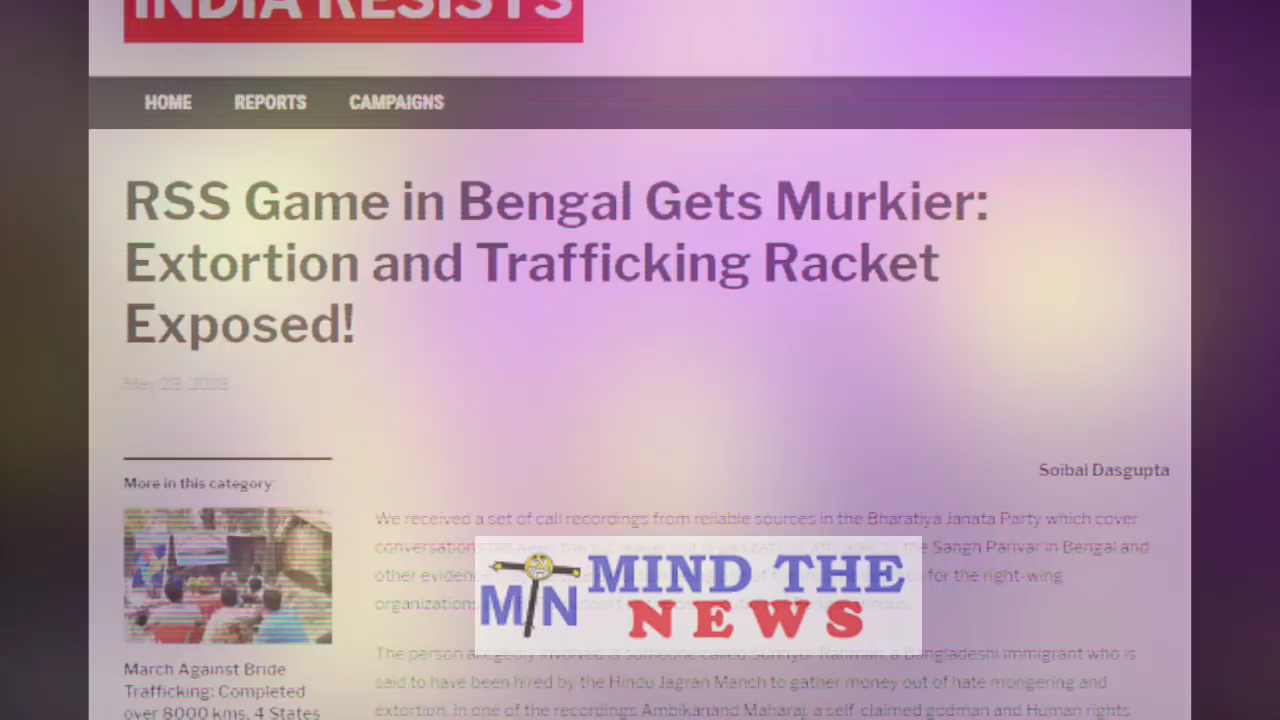 INDIA RESISTS
HOME REPORTS CAMPAIGNS
RSS Game in Bengal Gets Murkier:
Extortion and Trafficking Racket
Exposed!
Soibal Dasgupta
More in this category:
We received a set of call recordings from reliable sources in the Bharatiya Janata Party which cover
conversations the Sangh Parivar in Bengal and
other evidence for the right-wing
organizations
MIN MIND THE
NEWS
The person allegedly involved is someone called Rahman, a Bangladeshi immigrant who is
said to have been hired by the Hindu Jagran Manch to gather money out of hate mongering and
extortion. In one of the recordings Ambikanand Maharaj, a self-claimed godman and Human rights
March Against Bride
Trafficking: Completed
over 8000 kms, 4 States